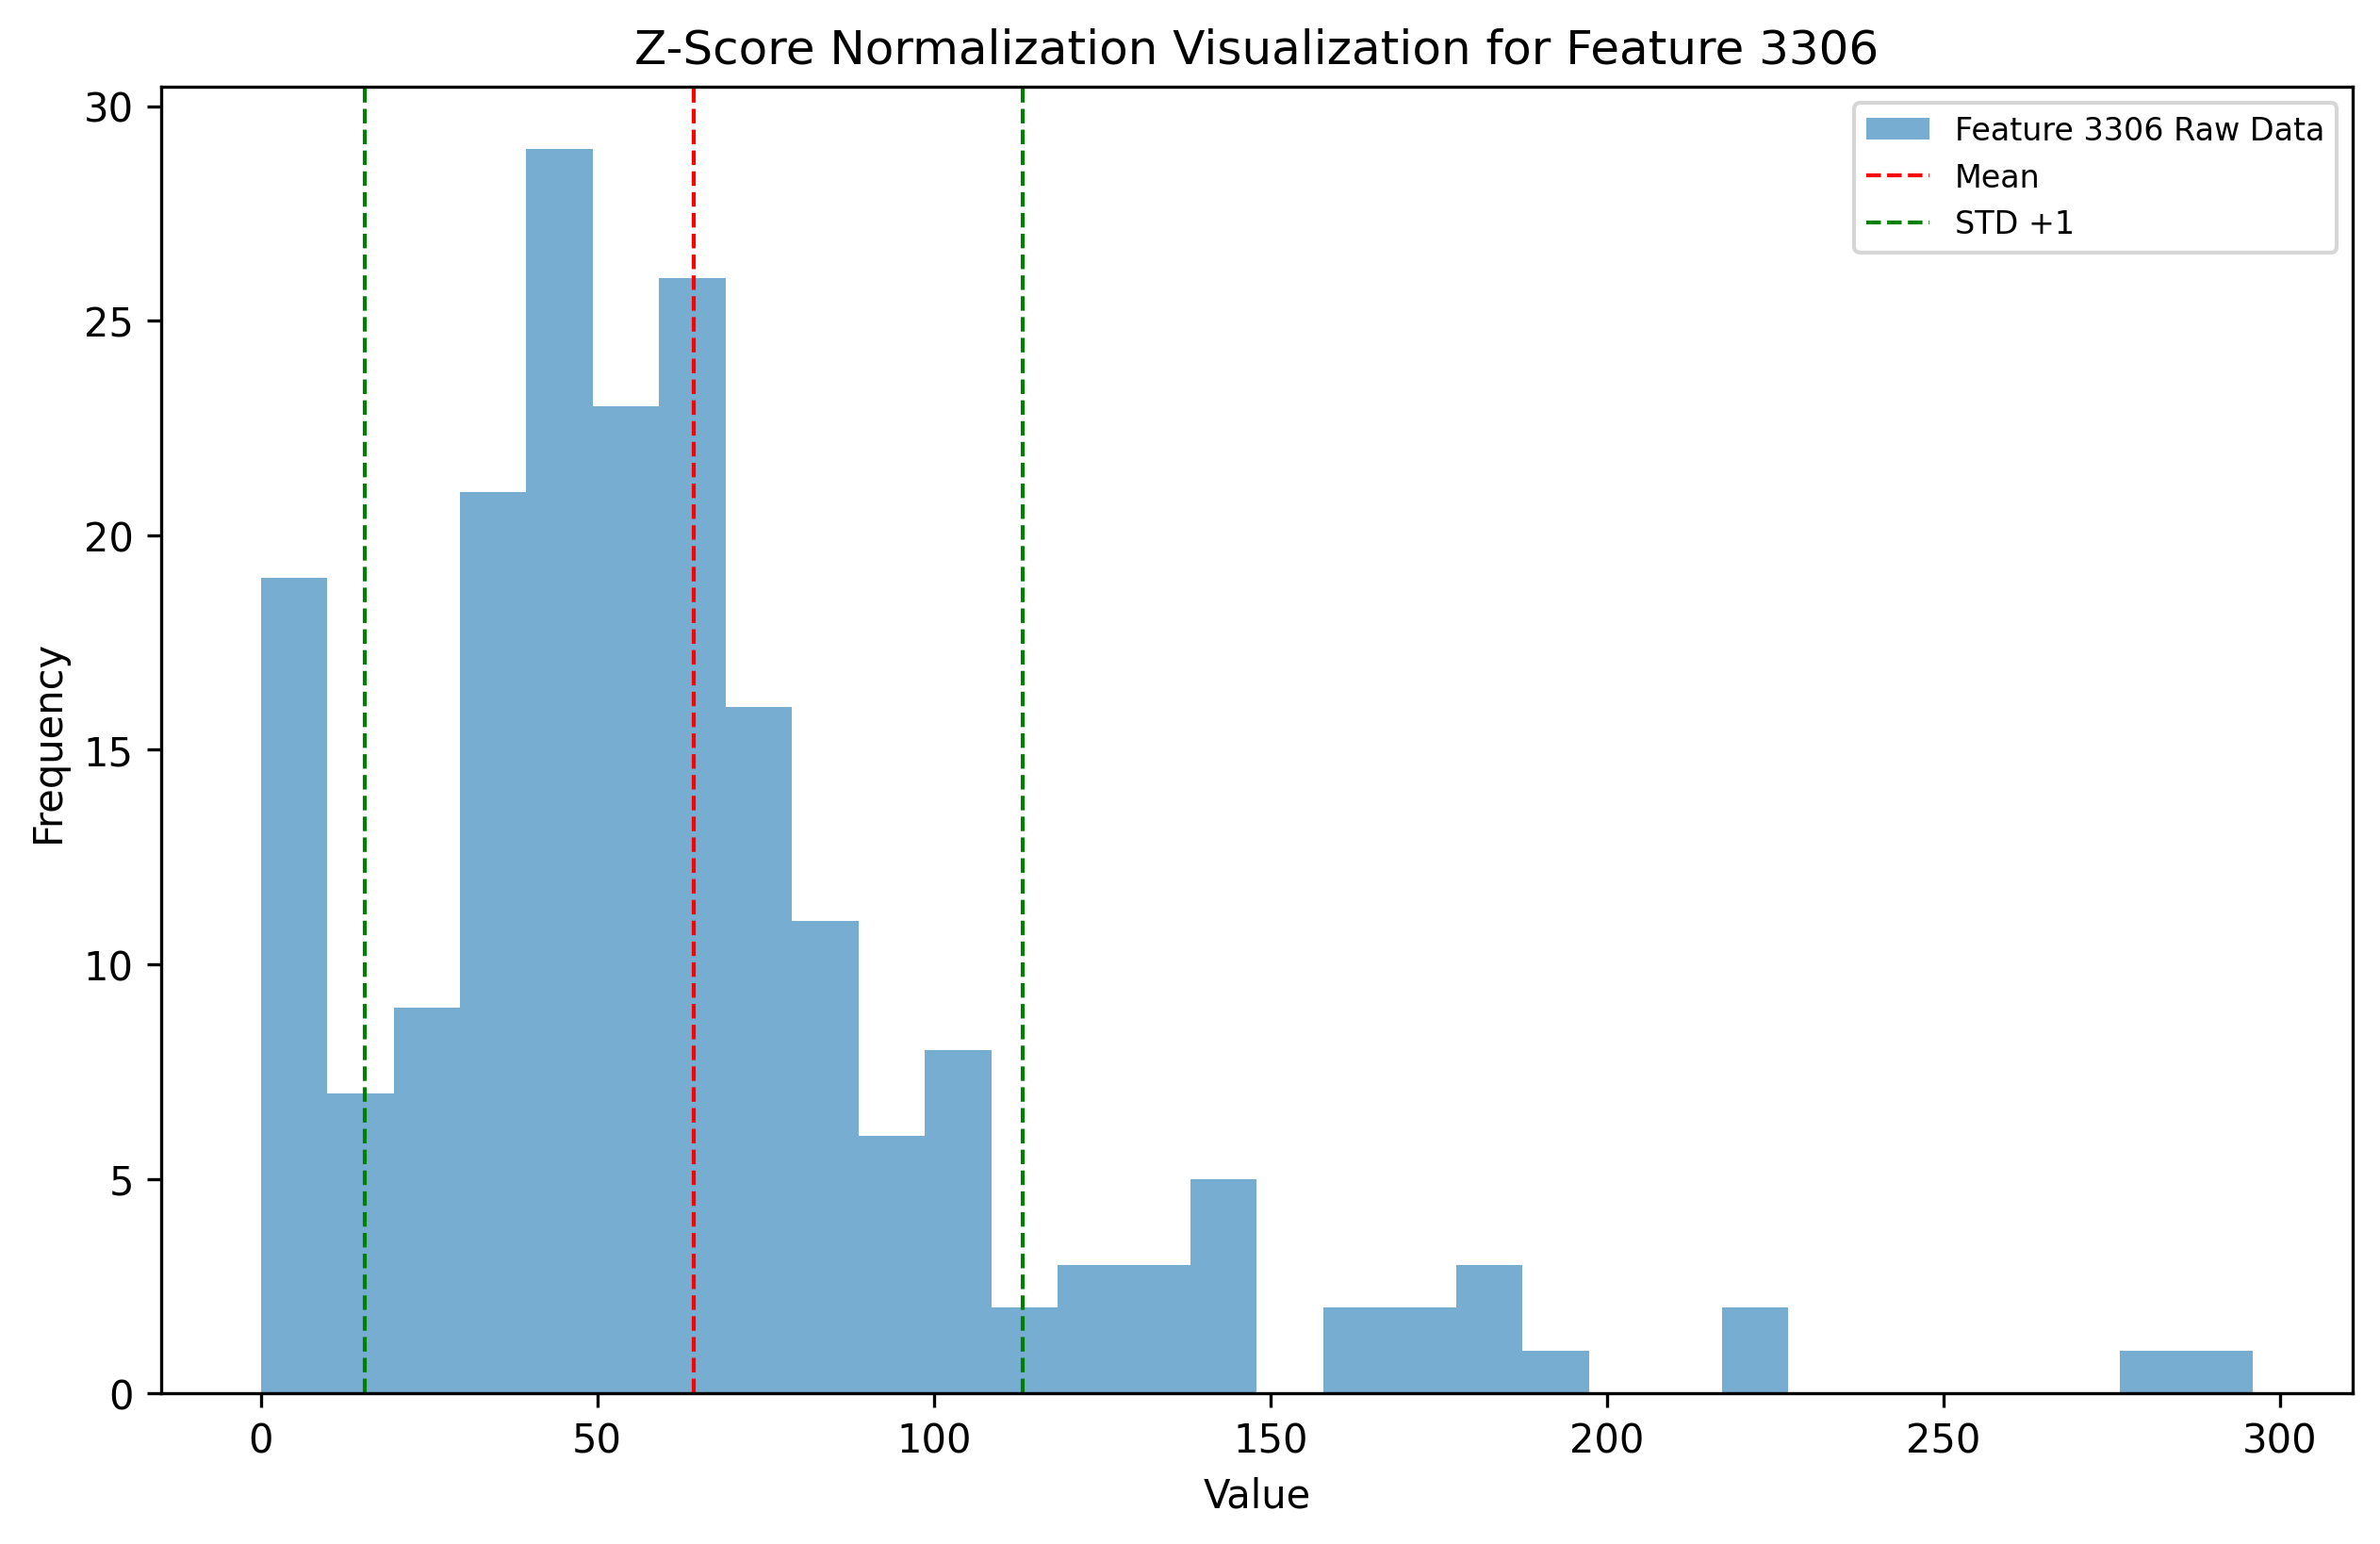 Z-Score Normalization Visualization for Feature 3306
Feature 3306 Raw Data
Mean
STD +1
30
25
20
15
10
5
0
Frequency
0 50 100 150 200 250 300
Value